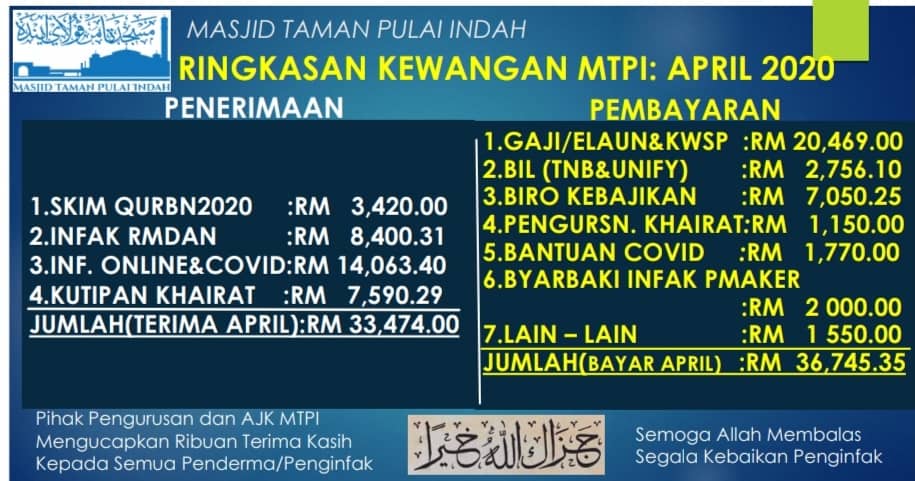 مسجد تامن ڤولاي اينده
MASJID TAMAN PULAI INDAH
MASJID TAMAN PULAI INDAH
RINGKASAN KEWANGAN MTPI: APRIL 2020
PENERIMAAN
1.SKIM QURBN2020 :RM 3,420.00
2.INFAK RMDAN :RM 8,400.31
3.INF. ONLINE&COVID:RM 14,063.40
4.KUTIPAN KHAIRAT :RM 7,590.29
JUMLAH(TERIMA APRIL):RM 33,474.00
PEMBAYARAN
1.GAJI/ELAUN&KWSP :RM 20,469.00
2.BIL (TNB&UNIFY) :RM 2,756.10
3.BIRO KEBAJIKAN :RM 7,050.25
4.PENGURSN. KHAIRAT:RM 1,150.00
5.BANTUAN COVID :RM 1,770.00
6.BYARBAKI INFAK PMAKER
:RM 2 000.00
7.LAIN – LAIN :RM 1 550.00
JUMLAH(BAYAR APRIL) :RM 36,745.35
Pihak Pengurusan dan AJK MTPI
Mengucapkan Ribuan Terima Kasih
Kepada Semua Penderma/Penginfak
جَزَاكَ اللهُ خَيْرًا
Semoga Allah Membalas
Segala Kebaikan Penginfak